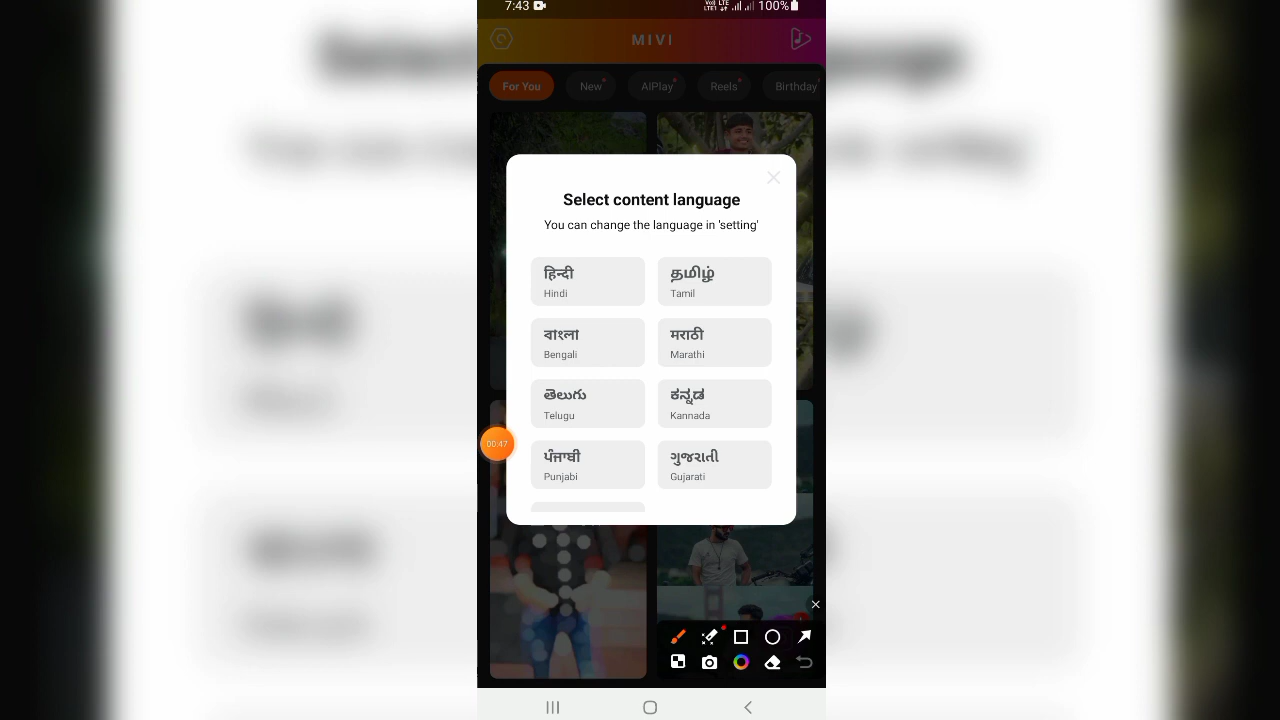 7:43
100%
MIVI
For You New AIPlay Reels Birthday
Select content language
You can change the language in 'setting'
हिन्दी
Hindi
தமிழ்
Tamil
বাংলা
Bengali
मराठी
Marathi
తెలుగు
Telugu
ಕನ್ನಡ
Kannada
ਪੰਜਾਬੀ
Punjabi
ગુજરાતી
Gujarati
00:47